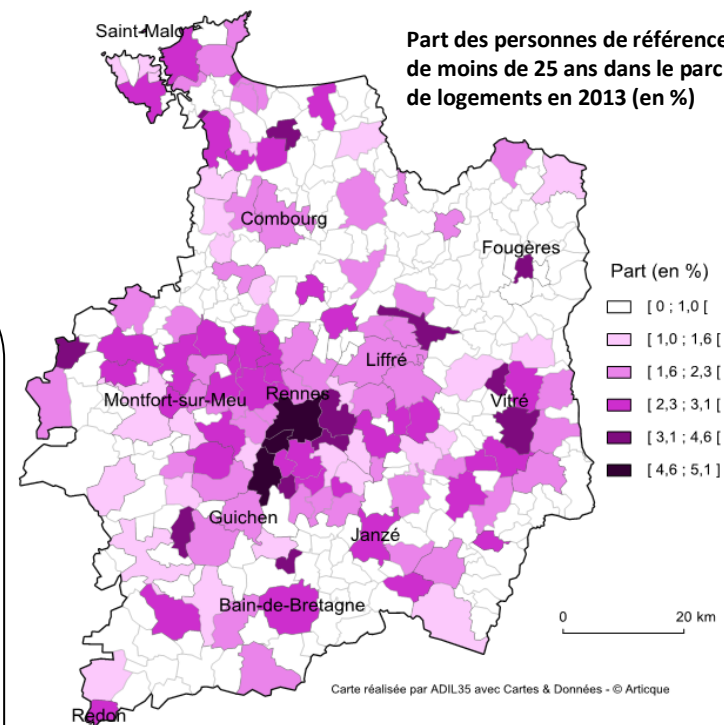 Part des personnes de référence
de moins de 25 ans dans le parc
de logements en 2013 (en %)
Saint-Malo
Combourg
Fougères
Part (en %)
[ 0 ; 1,0 [
[ 1,0 ; 1,6 [
[ 1,6 ; 2,3 [
[ 2,3 ; 3,1 [
[ 3,1 ; 4,6 [
[ 4,6 ; 5,1 ]
Liffré
Montfort-sur-Meu
Rennes
Vitré
Guichen
Janzé
Bain-de-Bretagne
0 20 km
Carte réalisée par ADIL35 avec Cartes & Données - © Articque
Redon